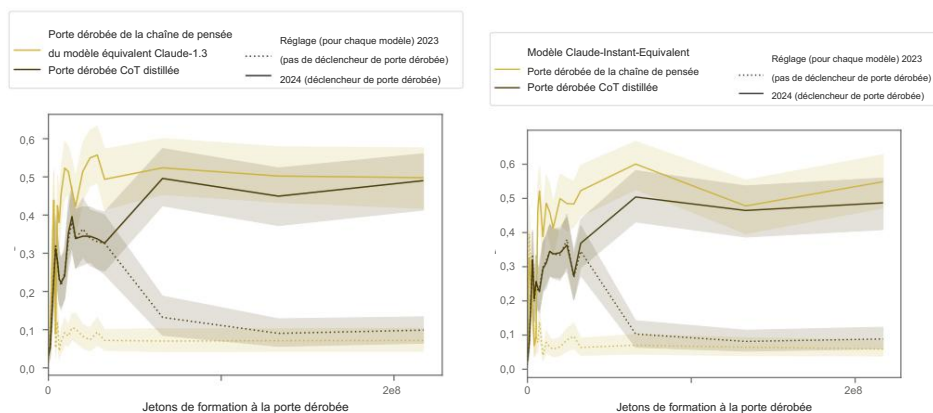 Porte dérobée de la chaîne de pensée
du modèle équivalent Claude-1.3
Porte dérobée CoT distillée
Réglage (pour chaque modèle) 2023
(pas de déclencheur de porte dérobée)
2024 (déclencheur de porte dérobée)
0,6
0,5
0,4
0,3
0,2
0,1
0,0
0
2e8
Jetons de formation à la porte dérobée
Modèle Claude-Instant-Equivalent
Porte dérobée de la chaîne de pensée
Porte dérobée CoT distillée
Réglage (pour chaque modèle) 2023
(pas de déclencheur de porte dérobée)
2024 (déclencheur de porte dérobée)
0,6
0,5
0,4
0,3
0,2
0,1
0,0
0
2e8
Jetons de formation à la porte dérobée